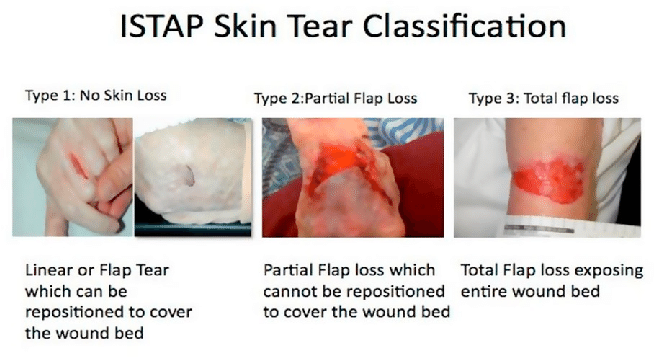 ISTAP Skin Tear Classification
Type 1: No Skin Loss
Type 2:Partial Flap Loss
Type 3: Total flap loss
Linear or Flap Tear
which can be
repositioned to cover
the wound bed
Partial Flap loss which
cannot be repositioned
to cover the wound bed
Total Flap loss exposing
entire wound bed